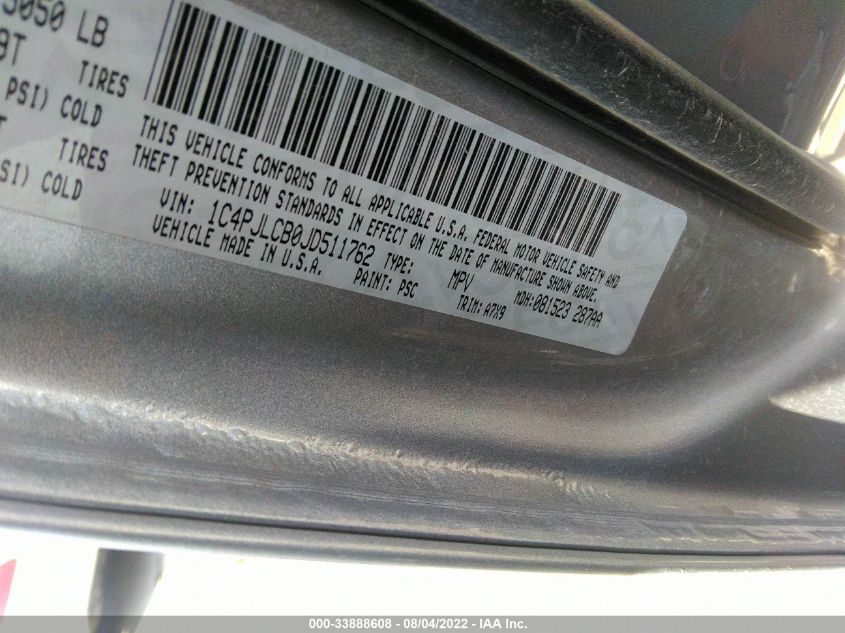 3050 LB
TIRES
PSI) COLD
TIRES
SI) COLD
THIS VEHICLE CONFORMS TO ALL APPLICABLE U.S.A. FEDERAL MOTOR VEHICLE SAFETY AND
THEFT PREVENTION STANDARDS IN EFFECT ON THE DATE OF MANUFACTURE SHOWN ABOVE.
VIN: 1C4PJLCB0JD511762 TYPE: MPV MDH:081523 287AA
VEHICLE MADE IN U.S.A. PAINT: PSC TRIM: A7X9
000-33888608 - 08/04/2022 - IAA Inc.